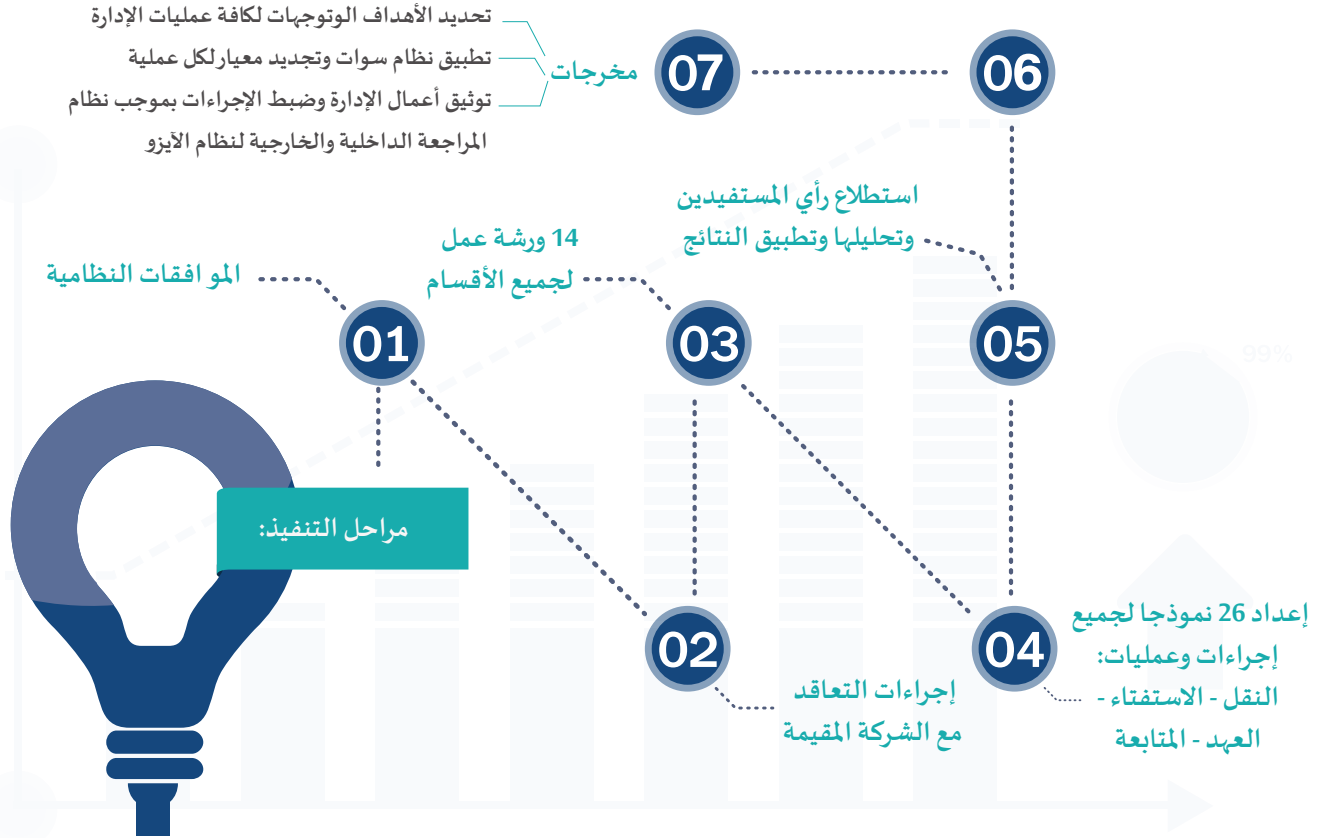 تحديد الأهداف الوتوجهات لكافة عمليات الإدارة
تطبيق نظام سوات وتجديد معيارلكل عملية
توثيق أعمال الإدارة وضبط الإجراءات بموجب نظام
المراجعة الداخلية والخارجية لنظام الآيزو
مخرجات
07
06
استطلاع رأي المستفيدين
وتحليلها وتطبيق النتائج
14 ورشة عمل
لجميع الأقسام
المو افقات النظامية
01
03
05
99%
مراحل التنفيذ:
02
04
إجراءات التعاقد
مع الشركة المقيمة
إعداد 26 نموذجا لجميع
إجراءات وعمليات:
النقل - الاستفتاء -
العهد - المتابعة